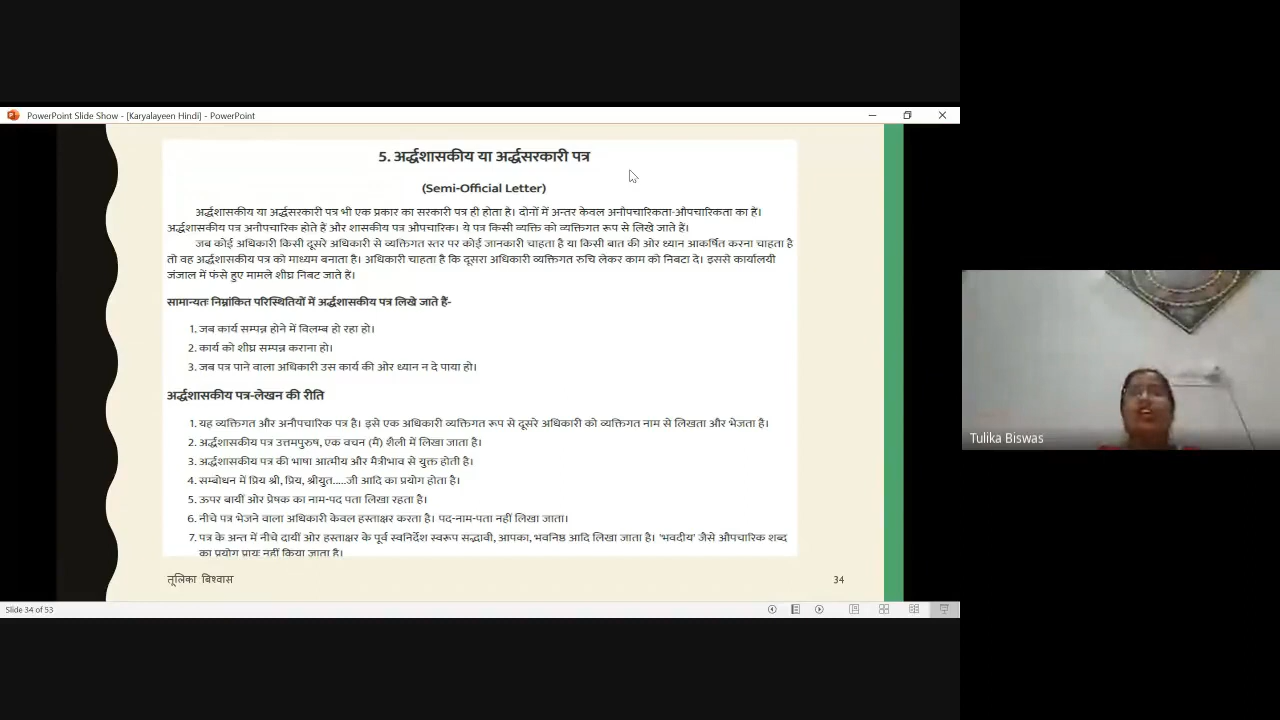 PowerPoint Slide Show - [Karyalayeen Hindi] - PowerPoint
5. अर्द्धशासकीय या अर्द्धसरकारी पत्र
(Semi-Official Letter)
अर्द्धशासकीय या अर्द्धसरकारी पत्र भी एक प्रकार का सरकारी पत्र ही होता है। दोनों में अन्तर केवल अनौपचारिकता-औपचारिकता का है।
अर्द्धशासकीय पत्र अनौपचारिक होते हैं और शासकीय पत्र औपचारिक। ये पत्र किसी व्यक्ति को व्यक्तिगत रूप से लिखे जाते हैं।
जब कोई अधिकारी किसी दूसरे अधिकारी से व्यक्तिगत स्तर पर कोई जानकारी चाहता है या किसी बात की ओर ध्यान आकर्षित करना चाहता है
तो वह अर्द्धशासकीय पत्र को माध्यम बनाता है। अधिकारी चाहता है कि दूसरा अधिकारी व्यक्तिगत रुचि लेकर काम को निबटा दे। इससे कार्यालयी
जंजाल में फंसे हुए मामले शीघ्र निबट जाते हैं।
सामान्यतः निम्नांकित परिस्थितियों में अर्द्धशासकीय पत्र लिखे जाते हैं-
1. जब कार्य सम्पन्न होने में विलम्ब हो रहा हो।
2. कार्य को शीघ्र सम्पन्न कराना हो।
3. जब पत्र पाने वाला अधिकारी उस कार्य की ओर ध्यान न दे पाया हो।
अर्द्धशासकीय पत्र-लेखन की रीति
1. यह व्यक्तिगत और अनौपचारिक पत्र है। इसे एक अधिकारी व्यक्तिगत रूप से दूसरे अधिकारी को व्यक्तिगत नाम से लिखता और भेजता है।
2. अर्द्धशासकीय पत्र उत्तमपुरुष, एक वचन (मैं) शैली में लिखा जाता है।
3. अर्द्धशासकीय पत्र की भाषा आत्मीय और मैत्रीभाव से युक्त होती है।
4. सम्बोधन में प्रिय श्री, प्रिय, श्रीयुत.....जी आदि का प्रयोग होता है।
5. ऊपर बायीं ओर प्रेषक का नाम-पद पता लिखा रहता है।
6. नीचे पत्र भेजने वाला अधिकारी केवल हस्ताक्षर करता है। पद-नाम-पता नहीं लिखा जाता।
7. पत्र के अन्त में नीचे दायीं ओर हस्ताक्षर के पूर्व स्वनिर्देश स्वरूप सद्भावी, आपका, भवनिष्ठ आदि लिखा जाता है। 'भवदीय' जैसे औपचारिक शब्द
का प्रयोग प्रायः नहीं किया जाता है।
तूलिका बिश्वास
34
Slide 34 of 53
Tulika Biswas